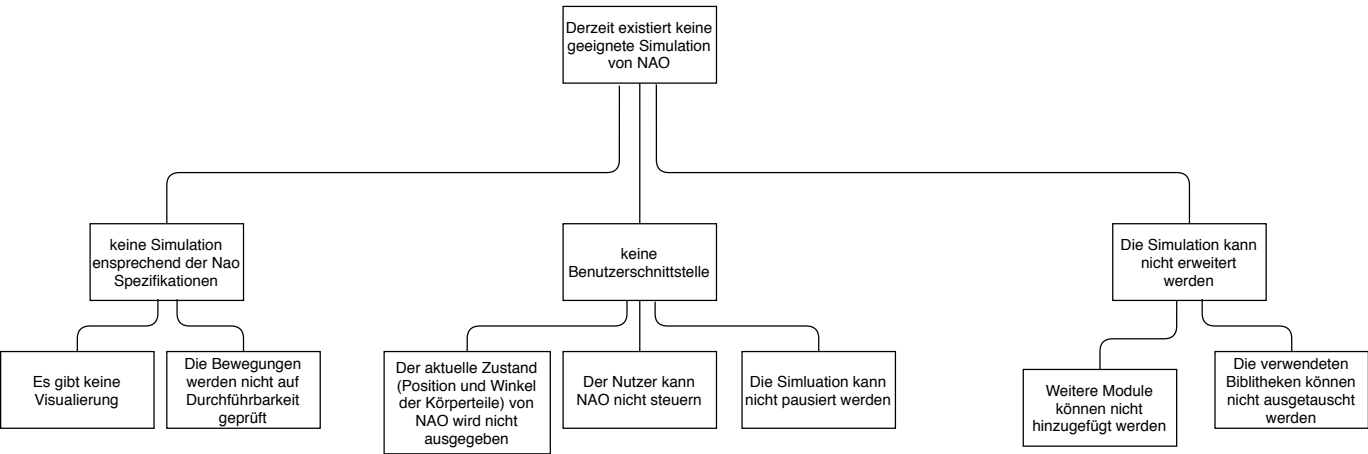 Derzeit existiert keine
geeignete Simulation
von NAO
keine Simulation
ensprechend der Nao
Spezifikationen
keine
Benutzerschnittstelle
Die Simulation kann
nicht erweitert
werden
Es gibt keine
Visualierung
Die Bewegungen
werden nicht auf
Durchführbarkeit
geprüft
Der aktuelle Zustand
(Position und Winkel
der Körperteile) von
NAO wird nicht
ausgegeben
Der Nutzer kann
NAO nicht steuern
Die Simluation kann
nicht pausiert werden
Weitere Module
können nicht
hinzugefügt werden
Die verwendeten
Biblitheken können
nicht ausgetauscht
werden